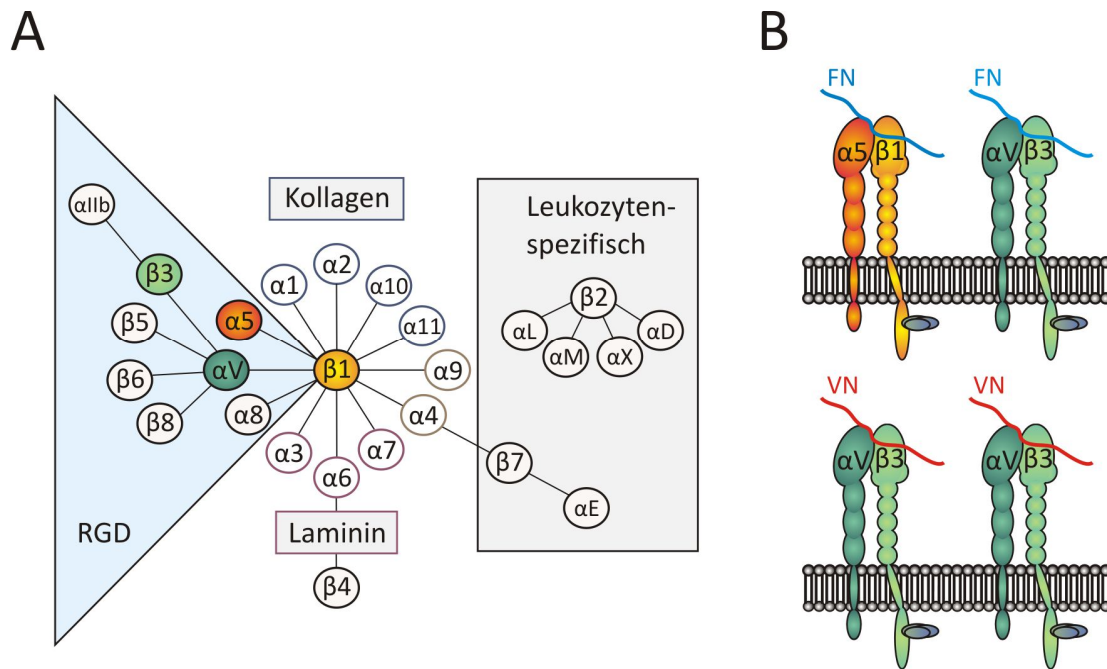 A
B
αIIb
β3
β5
α5
β6
αV
β8
α8
RGD
Kollagen
α1
α2
α10
α11
β1
α9
α4
α3
α6
α7
Laminin
β4
Leukozyten-
spezifisch
β2
αL
αM
αX
αD
β7
αE
FN
FN
α5
β1
αV
β3
VN
VN
αV
β3
αV
β3